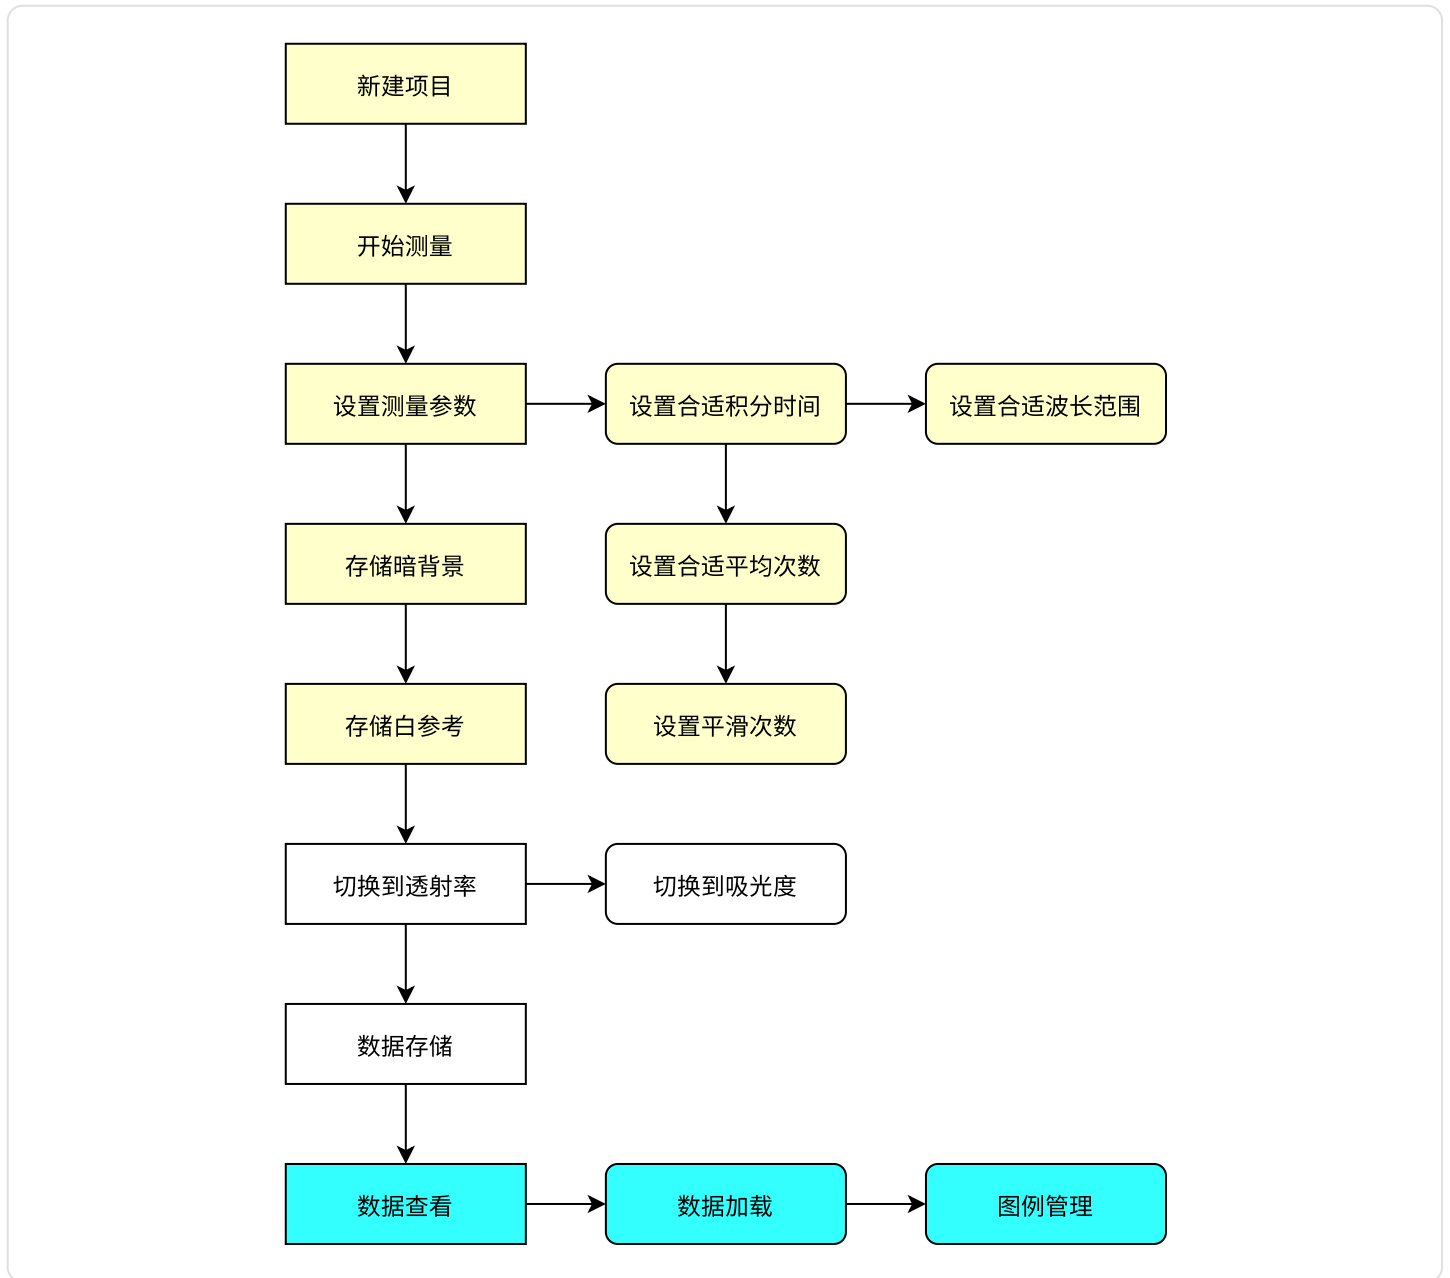 新建项目
开始测量
设置测量参数
设置合适积分时间
设置合适波长范围
存储暗背景
设置合适平均次数
存储白参考
设置平滑次数
切换到透射率
切换到吸光度
数据存储
数据查看
数据加载
图例管理